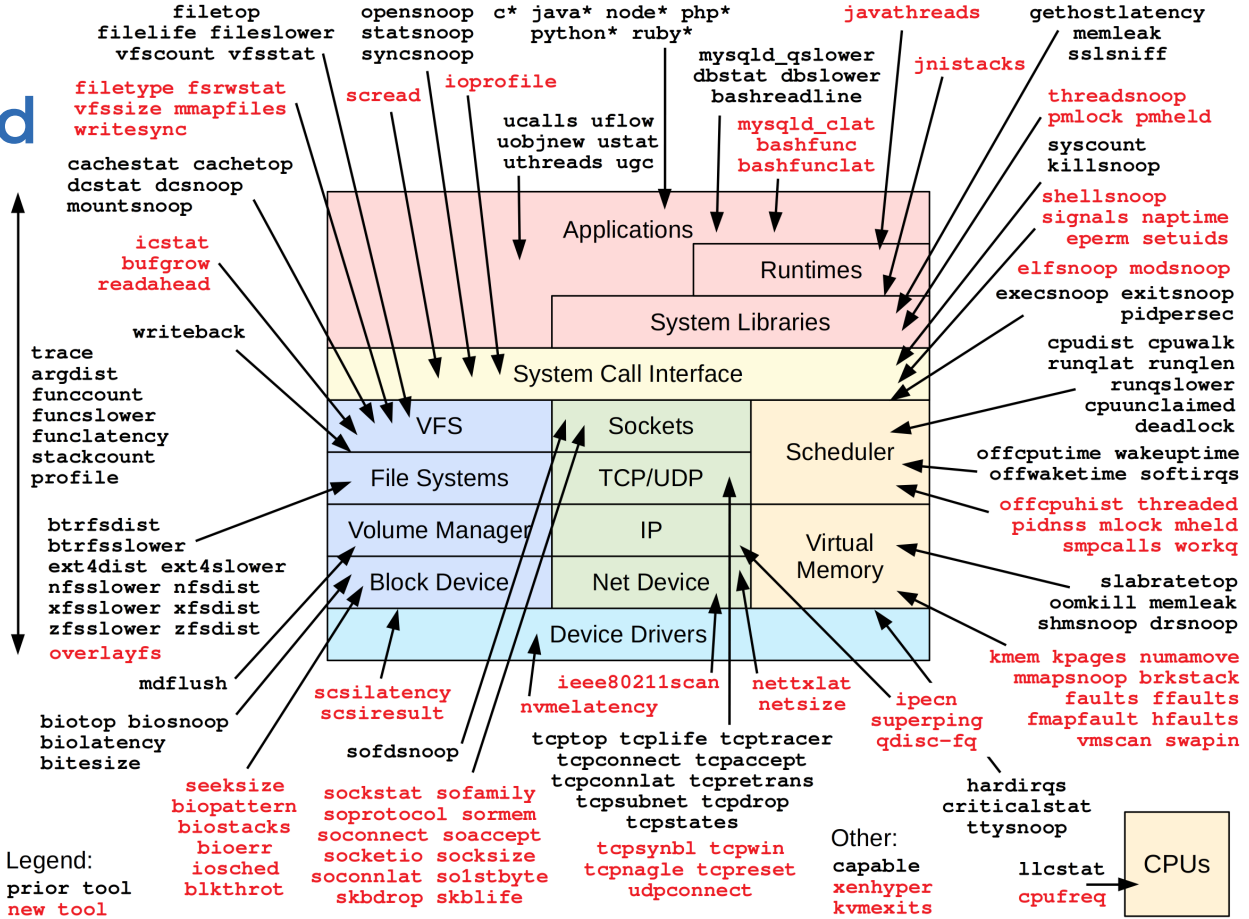 filetop
filelife fileslower
vfscount vfsstat
opensnoop
statsnoop
syncsnoop
c* java* node* php*
python* ruby*
javathreads
gethostlatency
memleak
sslsniff
mysqld_qslower
dbstat dbslower
bashreadline
jnistacks
filetype fsrwstat
vfssize mmapfiles
writesync
scread
ioprofile
d
threadsnoop
pmlock pmheld
ucalls uflow
uobjnew ustat
uthreads ugc
mysqld_clat
bashfunc
bashfunclat
syscount
killsnoop
cachestat cachetop
dcstat dcsnoop
mountsnoop
shellsnoop
signals naptime
eperm setuids
icstat
bufgrow
readahead
elfsnoop modsnoop
execsnoop exitsnoop
pidpersec
writeback
trace
argdist
funccount
funcslower
funclatency
stackcount
profile
cpudist cpuwalk
runqlat runqlen
runqslower
cpuunclaimed
deadlock
offcputime wakeuptime
offwaketime softirqs
offcpuhist threaded
pidnss mlock mheld
smpcalls workq
Applications
Runtimes
System Libraries
System Call Interface
VFS
Sockets
Scheduler
File Systems
TCP/UDP
Volume Manager
IP
Virtual
Memory
Block Device
Net Device
Device Drivers
btrfsdist
btrfsslower
ext4dist ext4slower
nfsslower nfsdist
xfsslower xfsdist
zfsslower zfsdist
overlayfs
slabratetop
oomkill memleak
shmsnoop drsnoop
kmem kpages numamove
mmapsnoop brkstack
faults ffaults
fmapfault hfaults
vmscan swapin
mdflush
scsilatency
scsiresult
ieee80211scan
nvmelatency
nettxlat
netsize
ipecn
superping
qdisc-fq
biotop biosnoop
biolatency
bitesize
sofdsnoop
tcptop tcplife tcptracer
tcpconnect tcpaccept
tcpconnlat tcpretrans
tcpsubnet tcpdrop
tcpstates
seeksize
biopattern
biostacks
bioerr
iosched
blkthrot
sockstat sofamily
soprotocol sormem
soconnect soaccept
socketio socksize
soconnlat so1stbyte
skbdrop skblife
tcpsynbl tcpwin
tcpnagle tcpreset
udpconnect
hardirqs
criticalstat
ttysnoop
Legend:
prior tool
new tool
Other:
capable
xenhyper
kvmexits
llcstat
cpufreq
CPUs